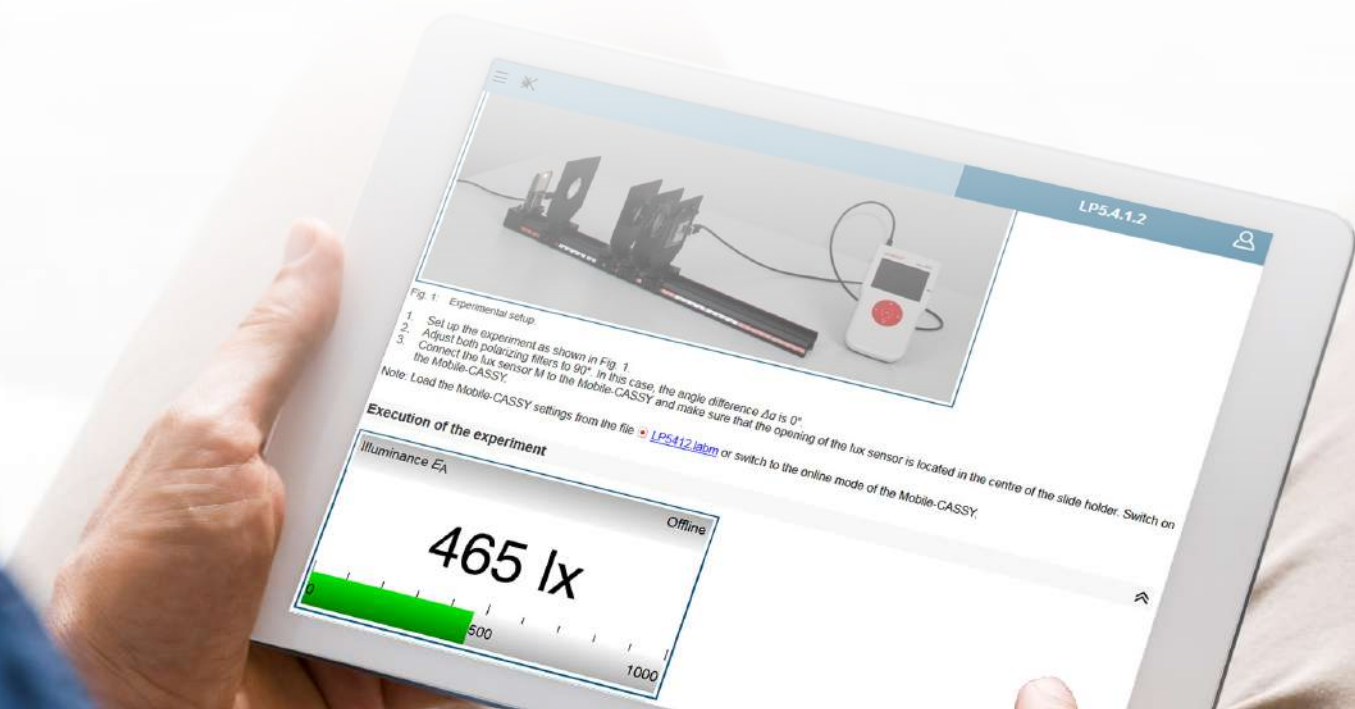 LP5.4.1.2
Fig. 1: Experimental setup.
1. Set up the experiment as shown in Fig. 1.
2. Adjust both polarizing filters to 90°. In this case, the angle difference Δα is 0°.
3. Connect the lux sensor M to the Mobile-CASSY and make sure that the opening of the lux sensor is located in the centre of the slide holder. Switch on
the Mobile-CASSY.
Note: Load the Mobile-CASSY settings from the file LP5412.labm or switch to the online mode of the Mobile-CASSY.
Execution of the experiment
Illuminance EA
Offline
465 lx
0
500
1000